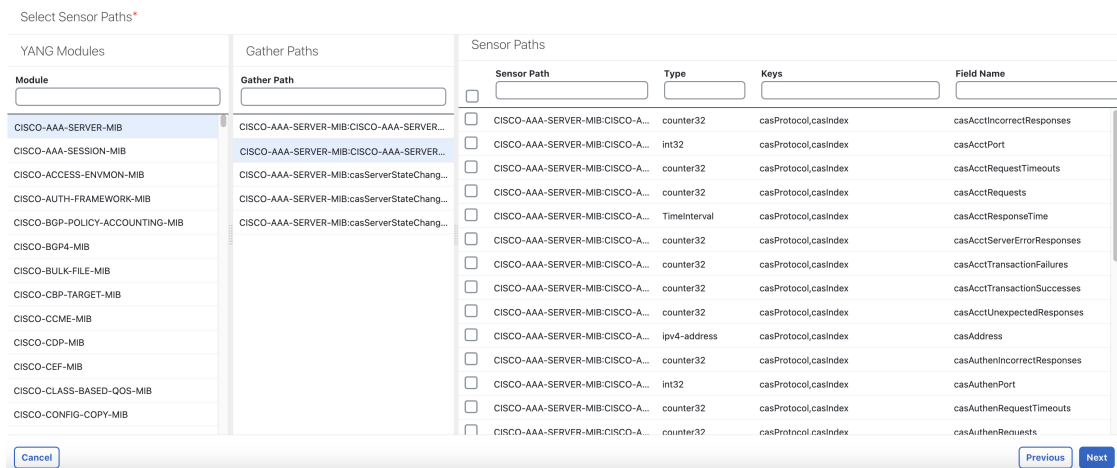 Select Sensor Paths*
YANG Modules
Gather Paths
Sensor Paths
Module
Gather Path
Sensor Path Type Keys Field Name
CISCO-AAA-SERVER-MIB
CISCO-AAA-SESSION-MIB
CISCO-ACCESS-ENVMON-MIB
CISCO-AUTH-FRAMEWORK-MIB
CISCO-BGP-POLICY-ACCOUNTING-MIB
CISCO-BGP4-MIB
CISCO-BULK-FILE-MIB
CISCO-CBP-TARGET-MIB
CISCO-CCME-MIB
CISCO-CDP-MIB
CISCO-CEF-MIB
CISCO-CLASS-BASED-QOS-MIB
CISCO-CONFIG-COPY-MIB
CISCO-AAA-SERVER-MIB:CISCO-AAA-SERVER...
CISCO-AAA-SERVER-MIB:CISCO-AAA-SERVER...
CISCO-AAA-SERVER-MIB:casServerStateChang...
CISCO-AAA-SERVER-MIB:casServerStateChang...
CISCO-AAA-SERVER-MIB:CISCO-A... counter32 casProtocol,casIndex casAcctIncorrectResponses
CISCO-AAA-SERVER-MIB:CISCO-A... int32 casProtocol,casIndex casAcctPort
CISCO-AAA-SERVER-MIB:CISCO-A... counter32 casProtocol,casIndex casAcctRequestTimeouts
CISCO-AAA-SERVER-MIB:CISCO-A... counter32 casProtocol,casIndex casAcctRequests
CISCO-AAA-SERVER-MIB:CISCO-A... TimeInterval casProtocol,casIndex casAcctResponseTime
CISCO-AAA-SERVER-MIB:CISCO-A... counter32 casProtocol,casIndex casAcctServerErrorResponses
CISCO-AAA-SERVER-MIB:CISCO-A... counter32 casProtocol,casIndex casAcctTransactionFailures
CISCO-AAA-SERVER-MIB:CISCO-A... counter32 casProtocol,casIndex casAcctTransactionSuccesses
CISCO-AAA-SERVER-MIB:CISCO-A... counter32 casProtocol,casIndex casAcctUnexpectedResponses
CISCO-AAA-SERVER-MIB:CISCO-A... ipv4-address casProtocol,casIndex casAddress
CISCO-AAA-SERVER-MIB:CISCO-A... counter32 casProtocol,casIndex casAuthenIncorrectResponses
CISCO-AAA-SERVER-MIB:CISCO-A... int32 casProtocol,casIndex casAuthenPort
CISCO-AAA-SERVER-MIB:CISCO-A... counter32 casProtocol,casIndex casAuthenRequestTimeouts
CISCO-AAA-SERVER-MIB:CISCO-A... counter32 casProtocol,casIndex casAuthenRequests
Cancel
Previous
Next